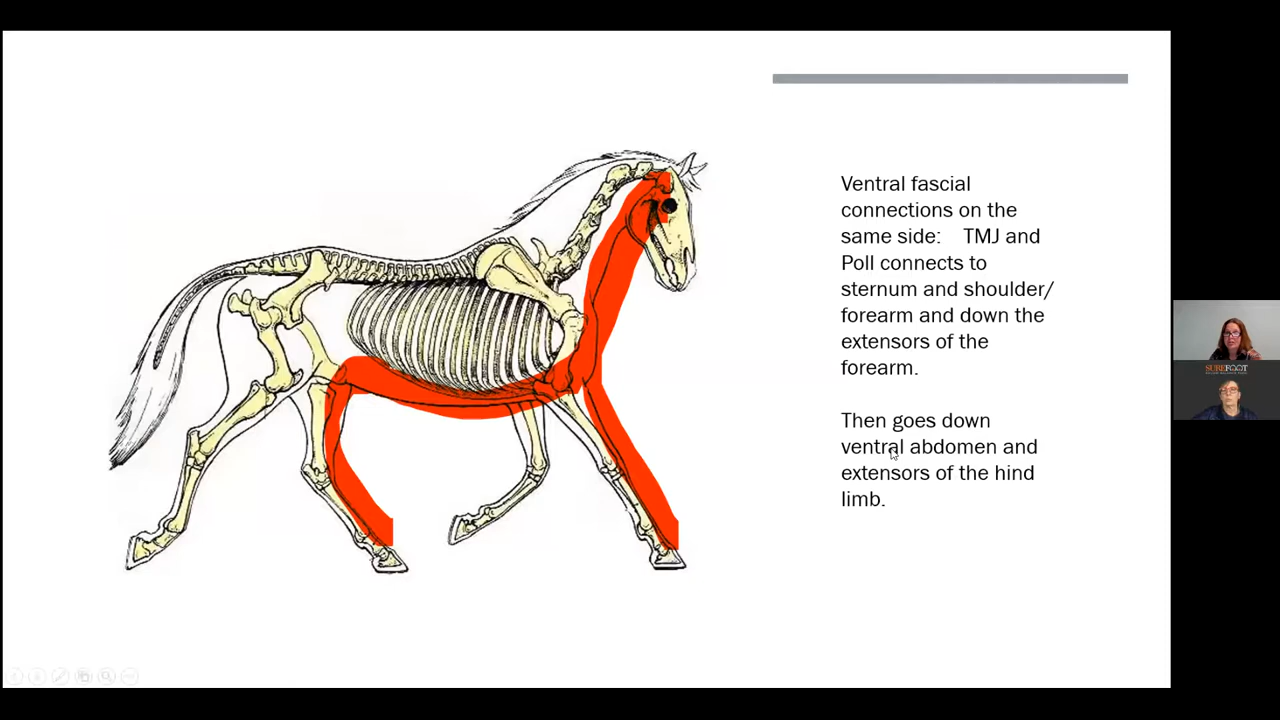 Ventral fascial
connections on the
same side: TMJ and
Poll connects to
sternum and shoulder/
forearm and down the
extensors of the
forearm.
Then goes down
ventral abdomen and
extensors of the hind
limb.
SUREFOOT